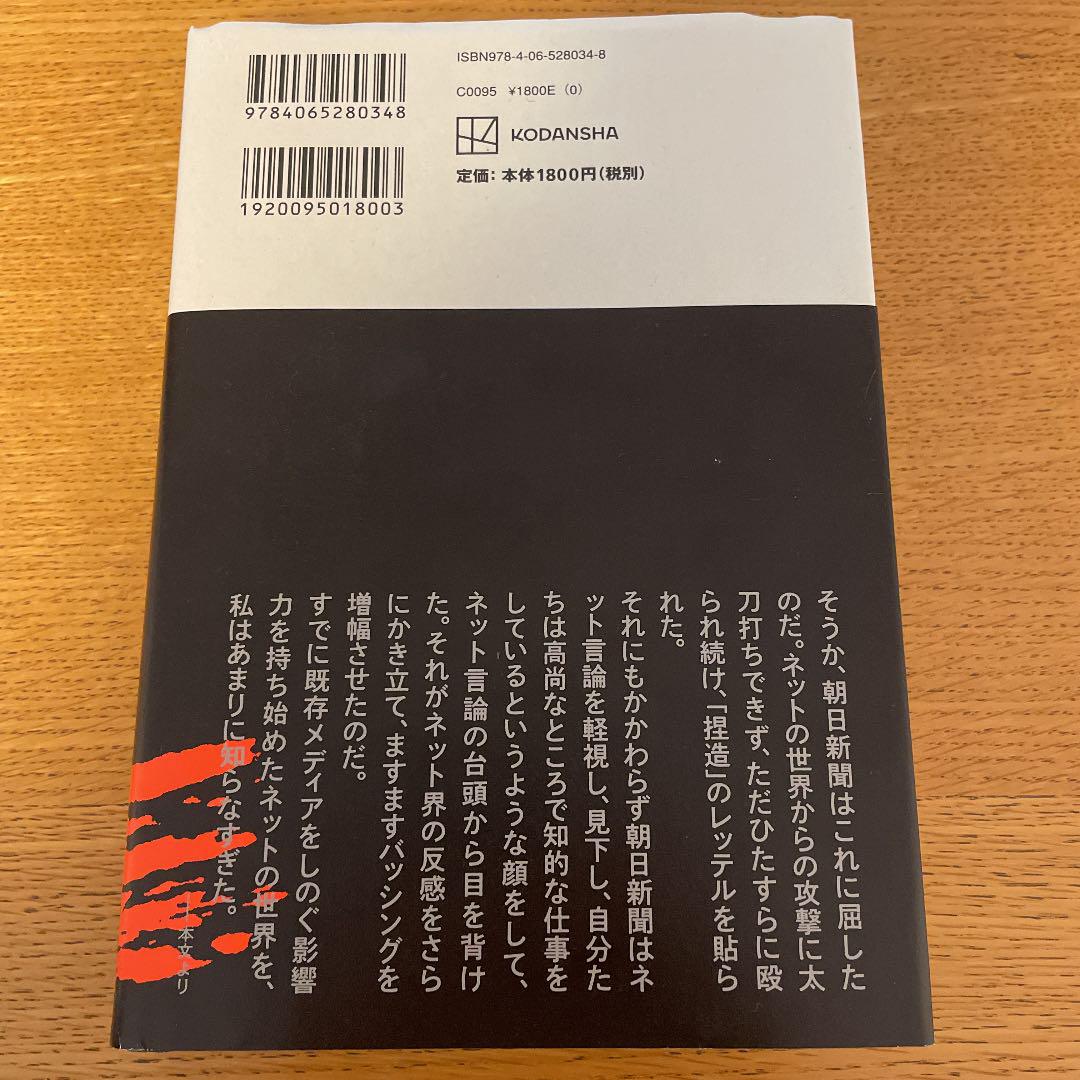 ISBN978-4-06-528034-8
9784065280348
C0095 ¥1800E (0)
KODANSHA
定価：本体1800円（税別）
1920095018003
そうか、朝日新聞はこれに屈した
のだ。ネットの世界からの攻撃に太
刀打ちできず、ただひたすらに殴
られ続け、「捏造」のレッテルを貼ら
れた。
それにもかかわらず朝日新聞はネ
ット言論を軽視し、見下し、自分た
ちは高尚なところで知的な仕事を
しているというような顔をして、
ネット言論の台頭から目を背け
た。それがネット界の反感をさら
にかき立て、ますますバッシングを
増幅させたのだ。
すでに既存メディアをしのぐ影響
力を持ち始めたネットの世界を、
私はあまりに知らなすぎた。
──本文より